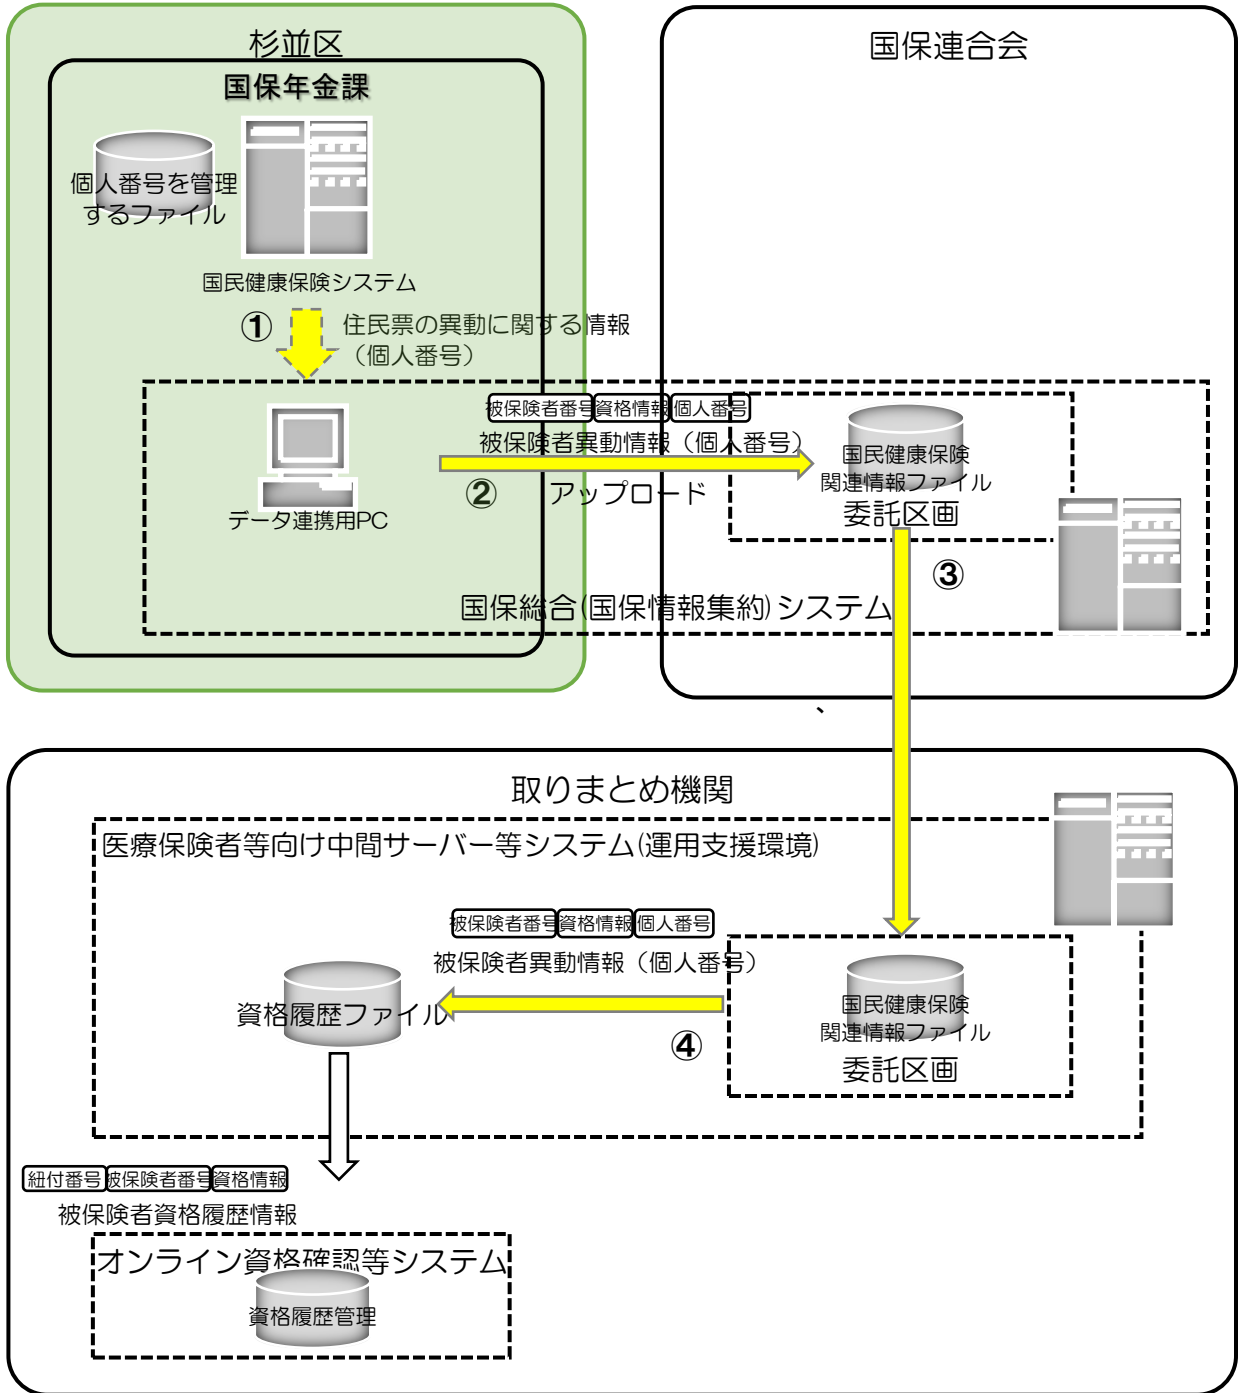 杉並区
国保年金課
個人番号を管理
するファイル
国民健康保険システム
①
住民票の異動に関する情報
（個人番号）
データ連携用PC
国保連合会
被保険者番号 資格情報 個人番号
被保険者異動情報（個人番号）
②
アップロード
国民健康保険
関連情報ファイル
委託区画
③
国保総合(国保情報集約)システム
、
取りまとめ機関
医療保険者等向け中間サーバー等システム(運用支援環境)
被保険者番号 資格情報 個人番号
被保険者異動情報（個人番号）
資格履歴ファイル
④
国民健康保険
関連情報ファイル
委託区画
紐付番号 被保険者番号 資格情報
被保険者資格履歴情報
オンライン資格確認等システム
資格履歴管理